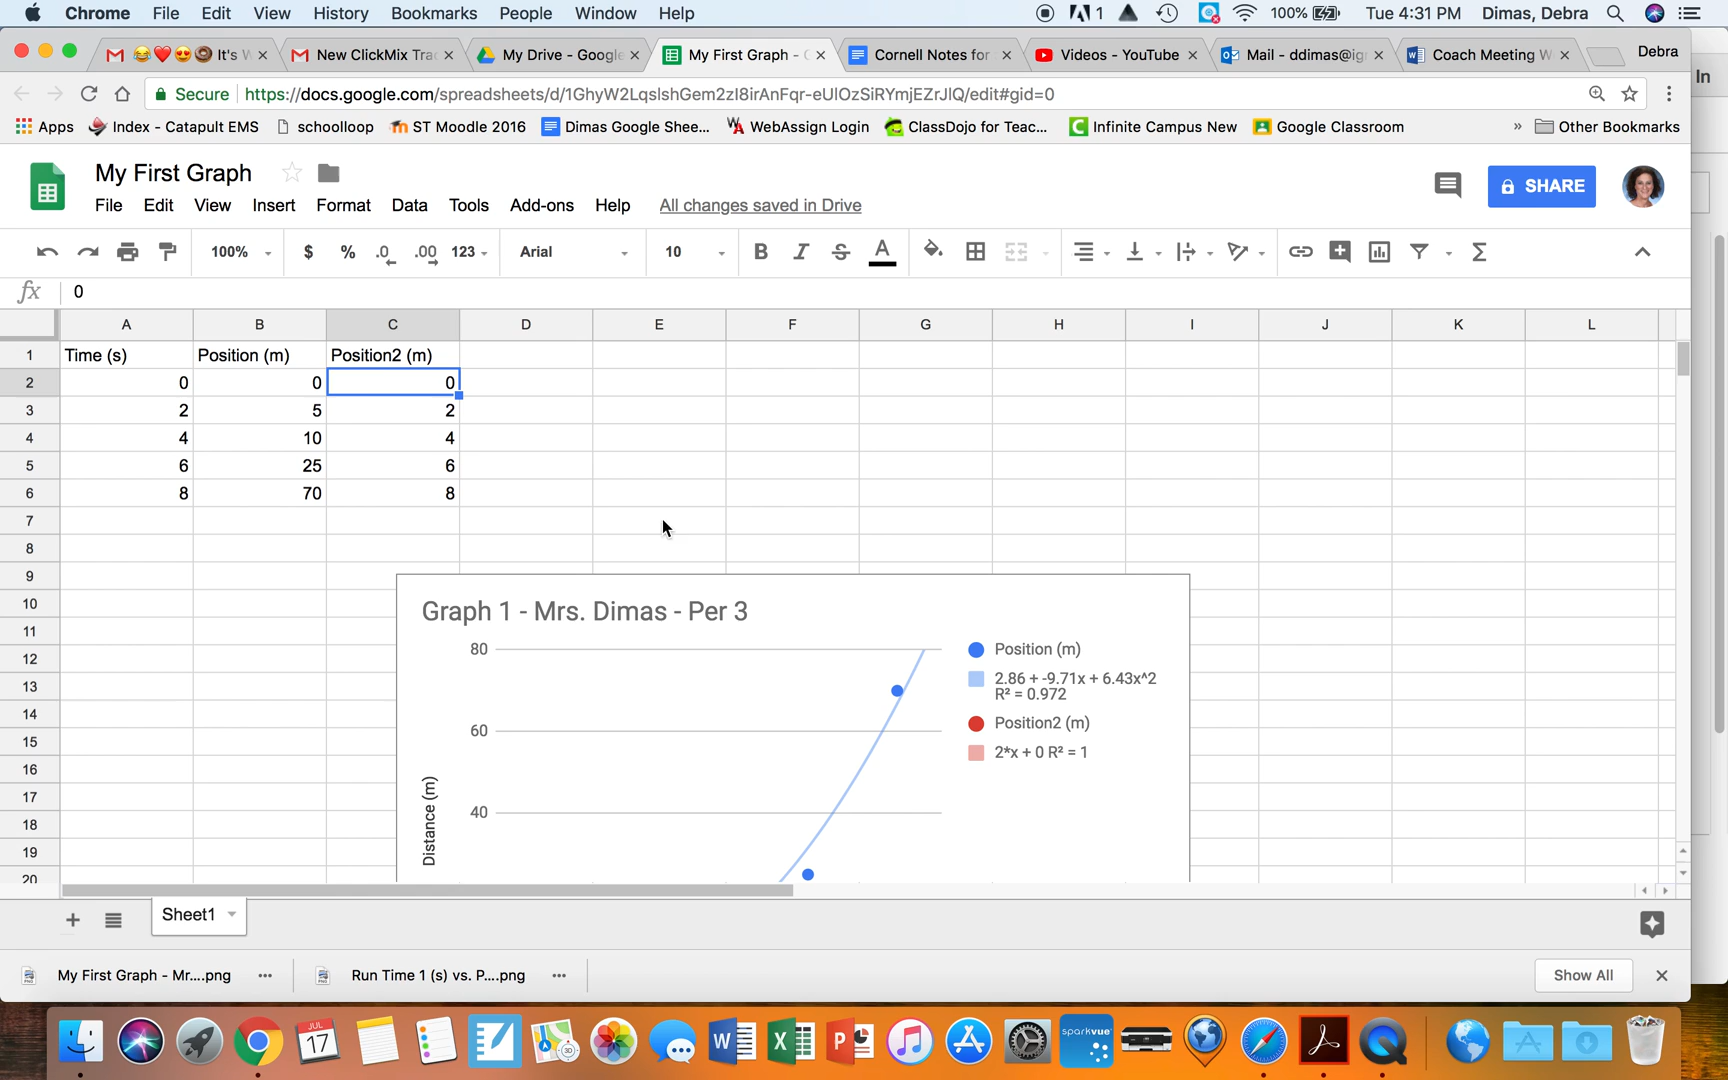 Chrome File Edit View History Bookmarks People Window Help 1 100% Tue 4:31 PM Dimas, Debra
It's New ClickMix Tra My Drive - Google My First Graph - Cornell Notes for Videos - YouTube Mail - ddimas@ig Coach Meeting W Debra
Secure https://docs.google.com/spreadsheets/d/1GhyW2LqslshGem2zI8irAnFqr-eUlOzSiRYmjEZrJlQ/edit#gid=0 In
Apps Index - Catapult EMS schoolloop ST Moodle 2016 Dimas Google Shee... WebAssign Login ClassDojo for Teac... Infinite Campus New Google Classroom » Other Bookmarks
My First Graph
SHARE
File Edit View Insert Format Data Tools Add-ons Help All changes saved in Drive
100% $ % .0 .00 123 Arial 10 B I S A Σ
fx 0
A B C D E F G H I J K L
1 Time (s) Position (m) Position2 (m)
2 0 0 0
3 2 5 2
4 4 10 4
5 6 25 6
6 8 70 8
7
8
9
10
11
12
13
14
15
16
17
18
19
20
Graph 1 - Mrs. Dimas - Per 3
80
60
40
Distance (m)
Position (m)
2.86 + -9.71x + 6.43x^2
R² = 0.972
Position2 (m)
2*x + 0 R² = 1
Sheet1
My First Graph - Mr....png Run Time 1 (s) vs. P....png Show All
JUL
17
3D
W X P
sparkvue